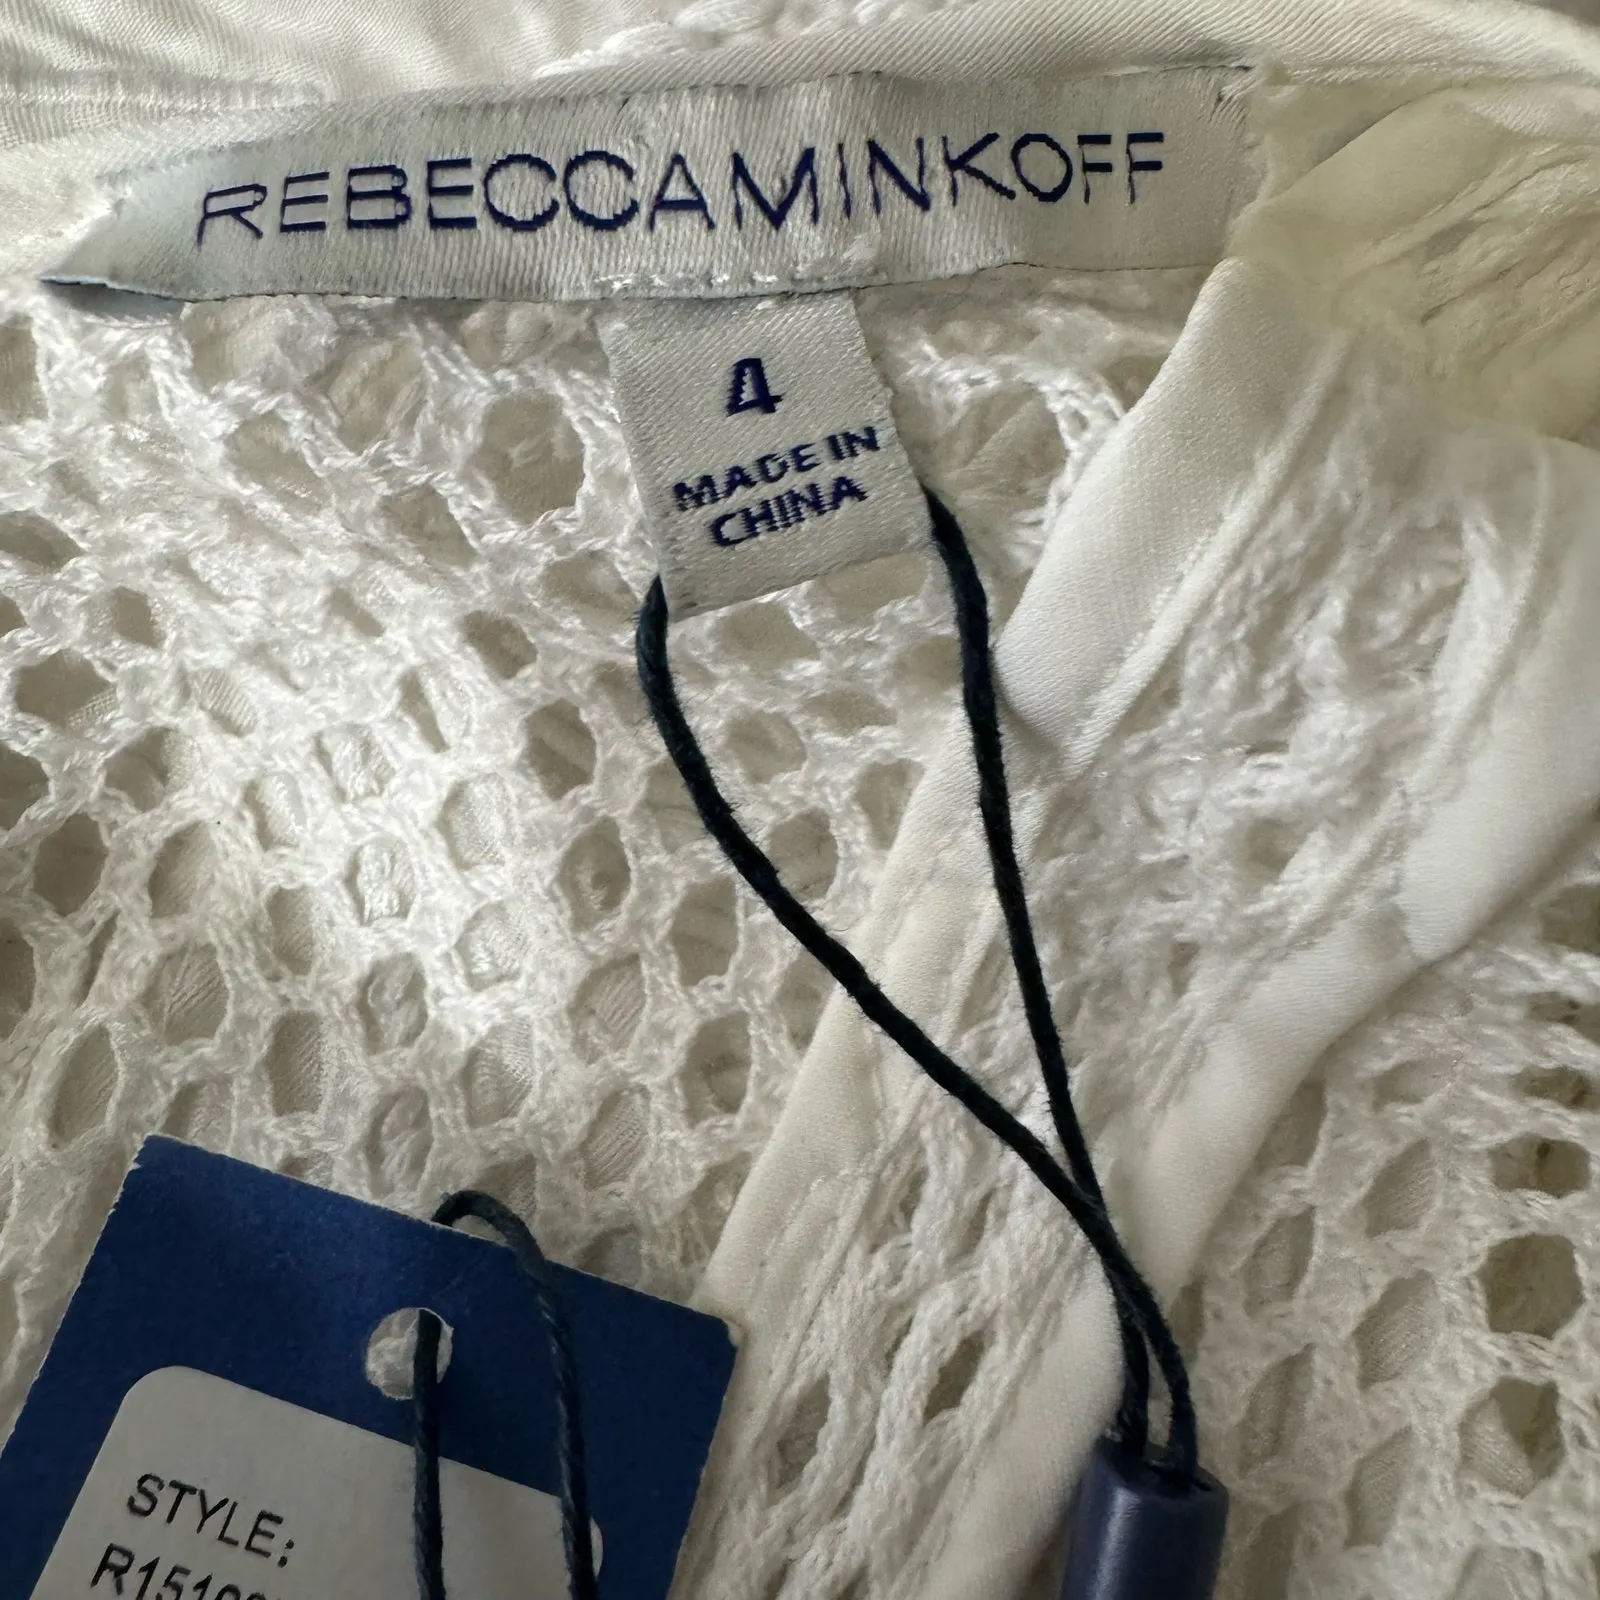 REBECCAMINKOFF
4
MADE IN
CHINA
STYLE: